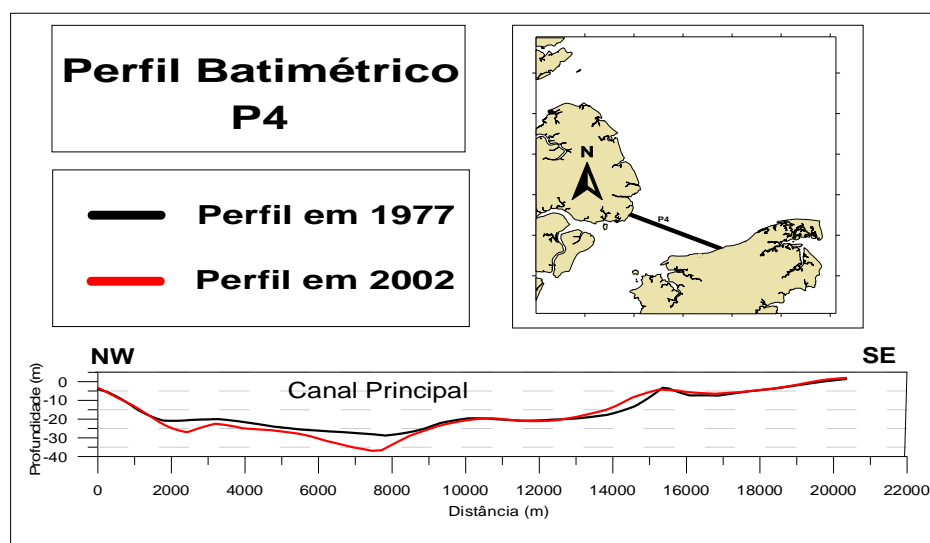 Perfil Batimétrico
P4
N
P4
Perfil em 1977
Perfil em 2002
NW
SE
Canal Principal
Profundidade (m)
0
-10
-20
-30
-40
0 2000 4000 6000 8000 10000 12000 14000 16000 18000 20000 22000
Distância (m)